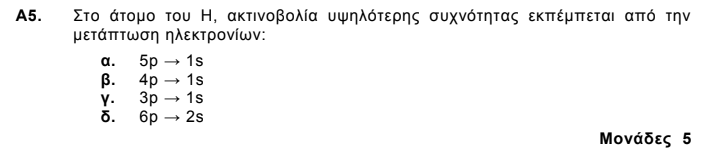 Α5. Στο άτομο του Η, ακτινοβολία υψηλότερης συχνότητας εκπέμπεται από την
μετάπτωση ηλεκτρονίων:
α. 5p → 1s
β. 4p → 1s
γ. 3p → 1s
δ. 6p → 2s
Μονάδες 5